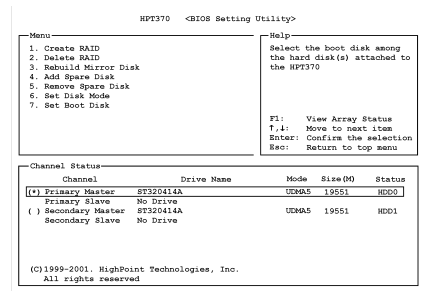 HPT370 <BIOS Setting Utility>
Menu
1. Create RAID
2. Delete RAID
3. Rebuild Mirror Disk
4. Add Spare Disk
5. Remove Spare Disk
6. Set Disk Mode
7. Set Boot Disk
Help
Select the boot disk among
the hard disk(s) attached to
the HPT370
F1: View Array Status
↑,↓: Move to next item
Enter: Confirm the selection
Esc: Return to top menu
Channel Status
Channel Drive Name Mode Size(M) Status
(*) Primary Master ST320414A UDMA5 19551 HDD0
Primary Slave No Drive
( ) Secondary Master ST320414A UDMA5 19551 HDD1
Secondary Slave No Drive
(C)1999-2001. HighPoint Technologies, Inc.
All rights reserved